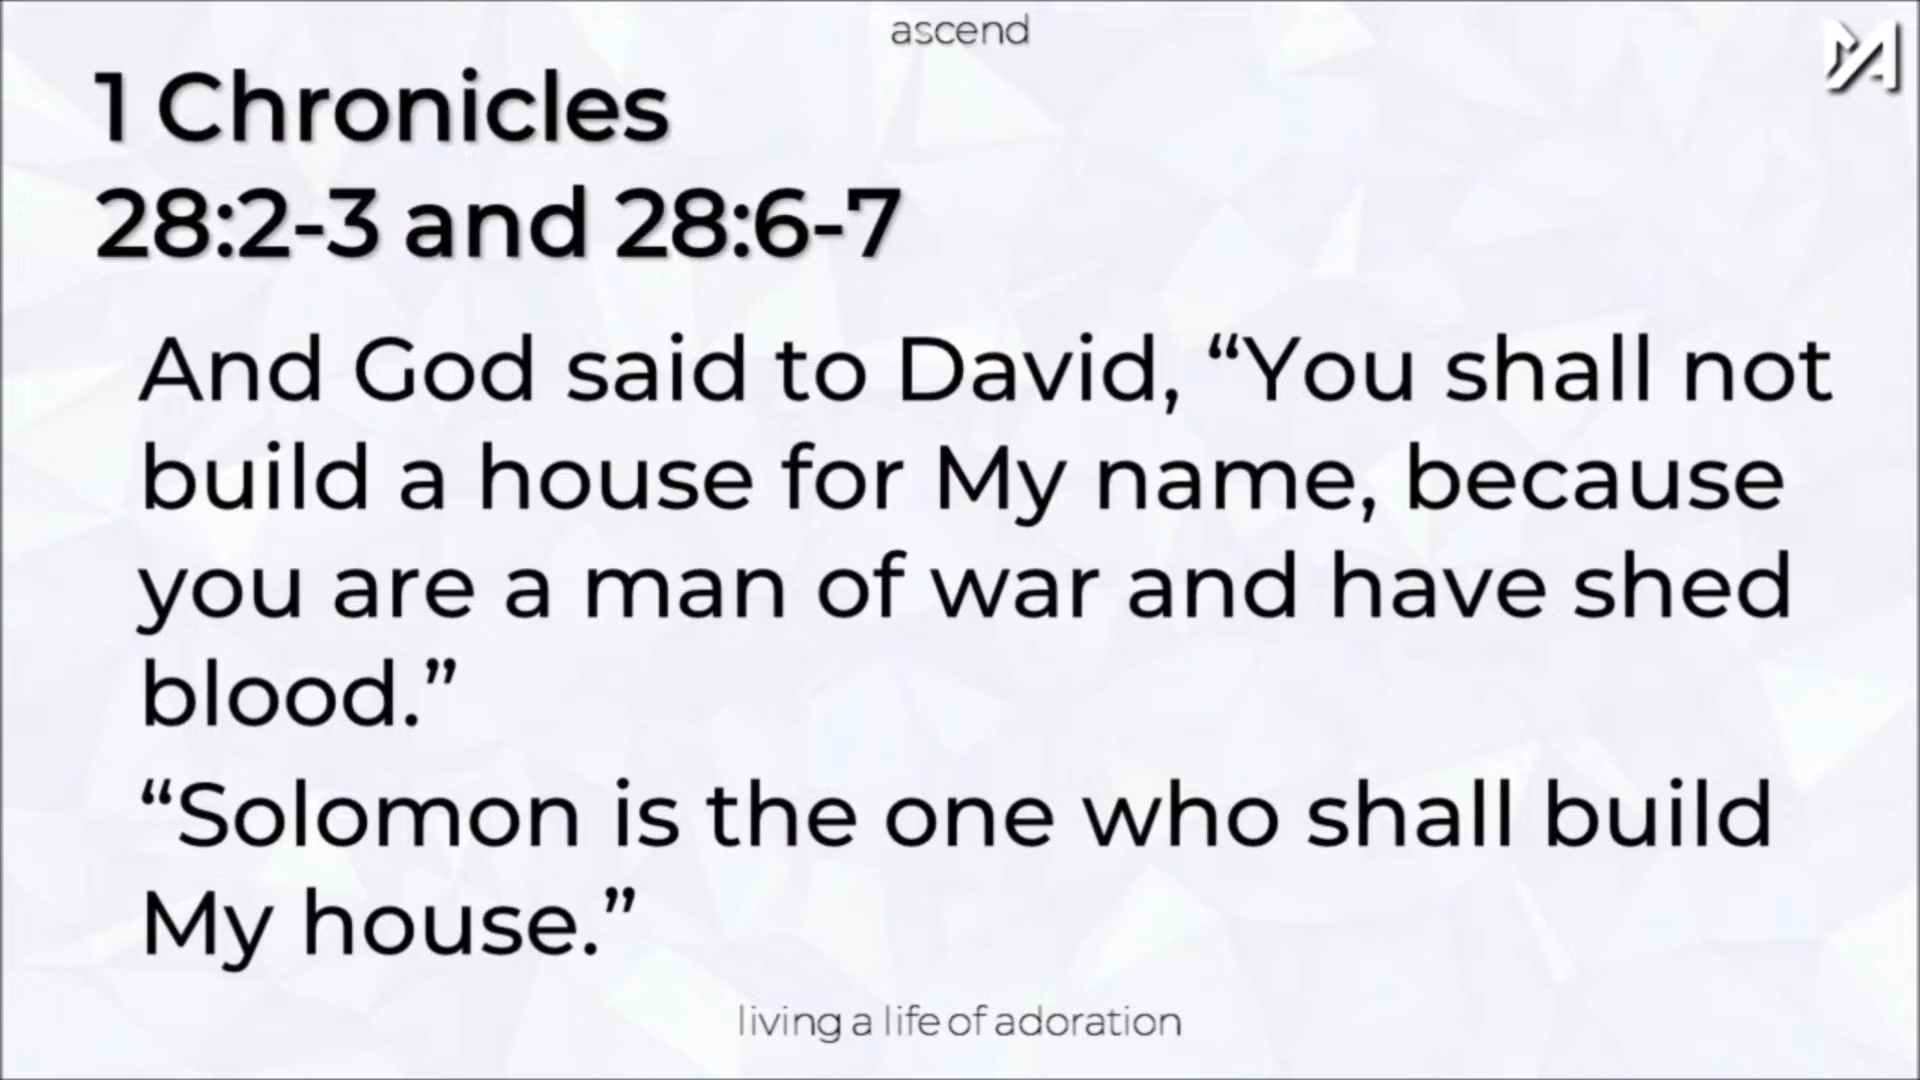 ascend
1 Chronicles
28:2-3 and 28:6-7
And God said to David, “You shall not
build a house for My name, because
you are a man of war and have shed
blood.”
“Solomon is the one who shall build
My house.”
living a life of adoration